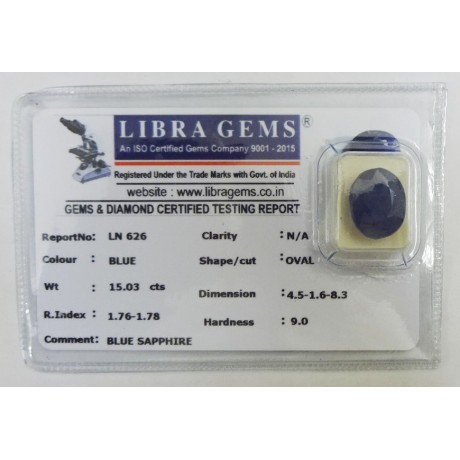 LIBRA GEMS ®
An ISO Certified Gems Company 9001 - 2015
Registered Under the Trade Marks with Govt. of India
website : www.libragems.co.in
GEMS & DIAMOND CERTIFIED TESTING REPORT
ReportNo: LN 626 Clarity : N/A
Colour : BLUE Shape/cut : OVAL
Wt : 15.03 cts Dimension : 4.5-1.6-8.3
R.Index : 1.76-1.78 Hardness : 9.0
Comment: BLUE SAPPHIRE